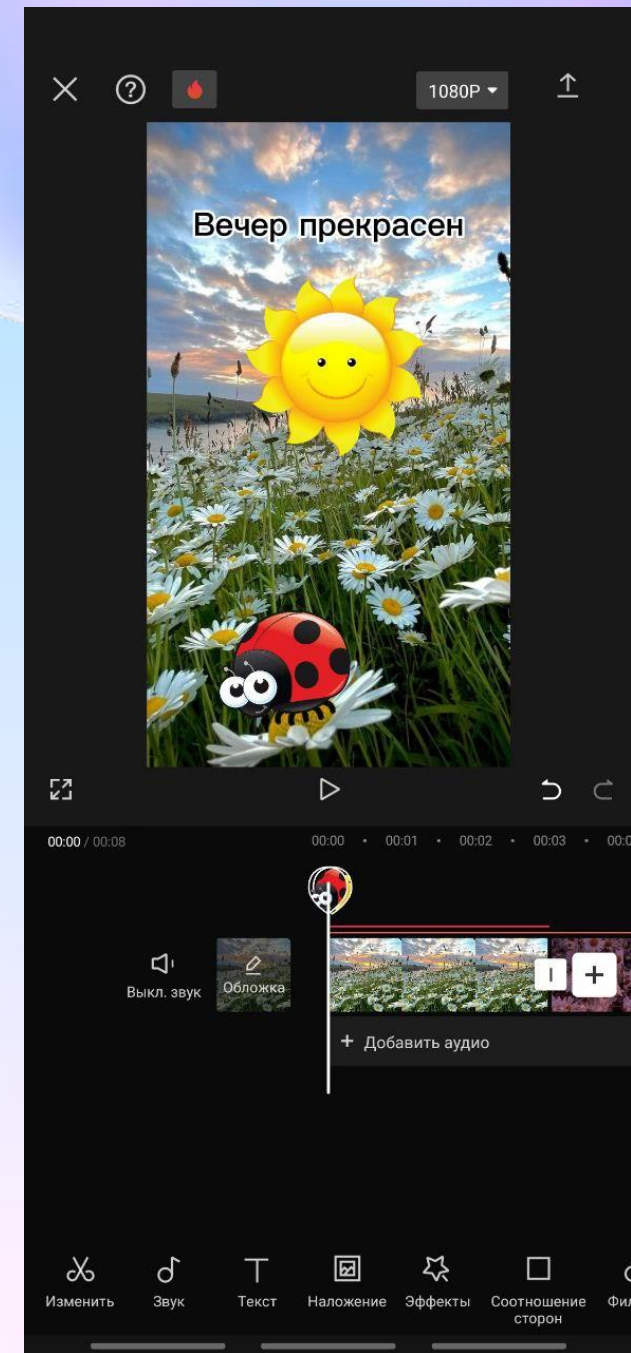 1080P
Вечер прекрасен
00:00 / 00:08
00:00 • 00:01 • 00:02 • 00:03 •
Выкл. звук
Обложка
+ Добавить аудио
Изменить
Звук
Текст
Наложение
Эффекты
Соотношение
сторон